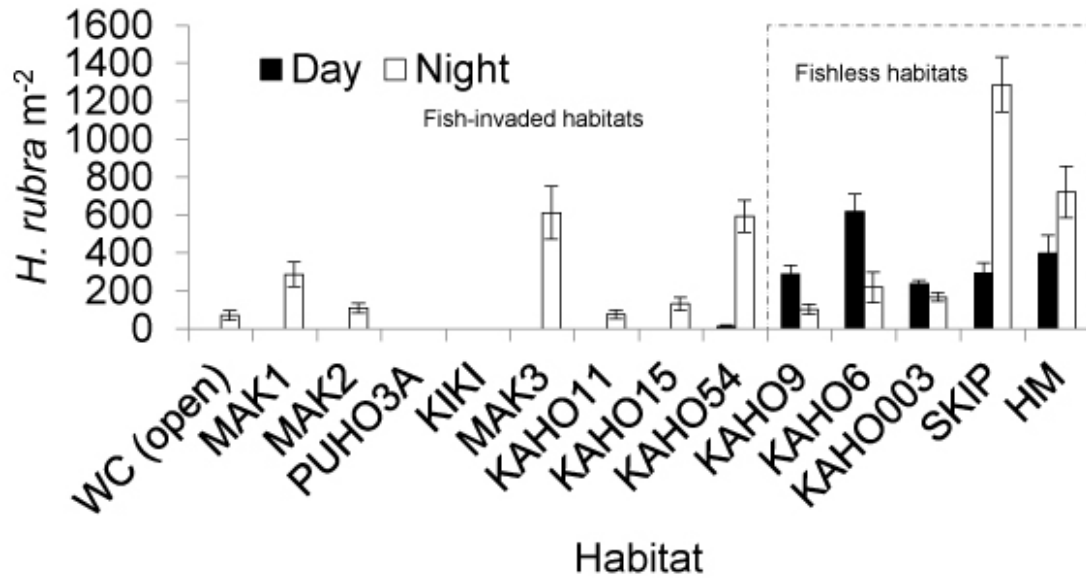 H. rubra m-2
1600
1400
1200
1000
800
600
400
200
0
Day Night
Fish-invaded habitats
Fishless habitats
WC (open)
MAK1
MAK2
PUHO3A
KIKI
MAK3
KAHO11
KAHO15
KAHO54
KAHO9
KAHO6
KAHO003
SKIP
HM
Habitat